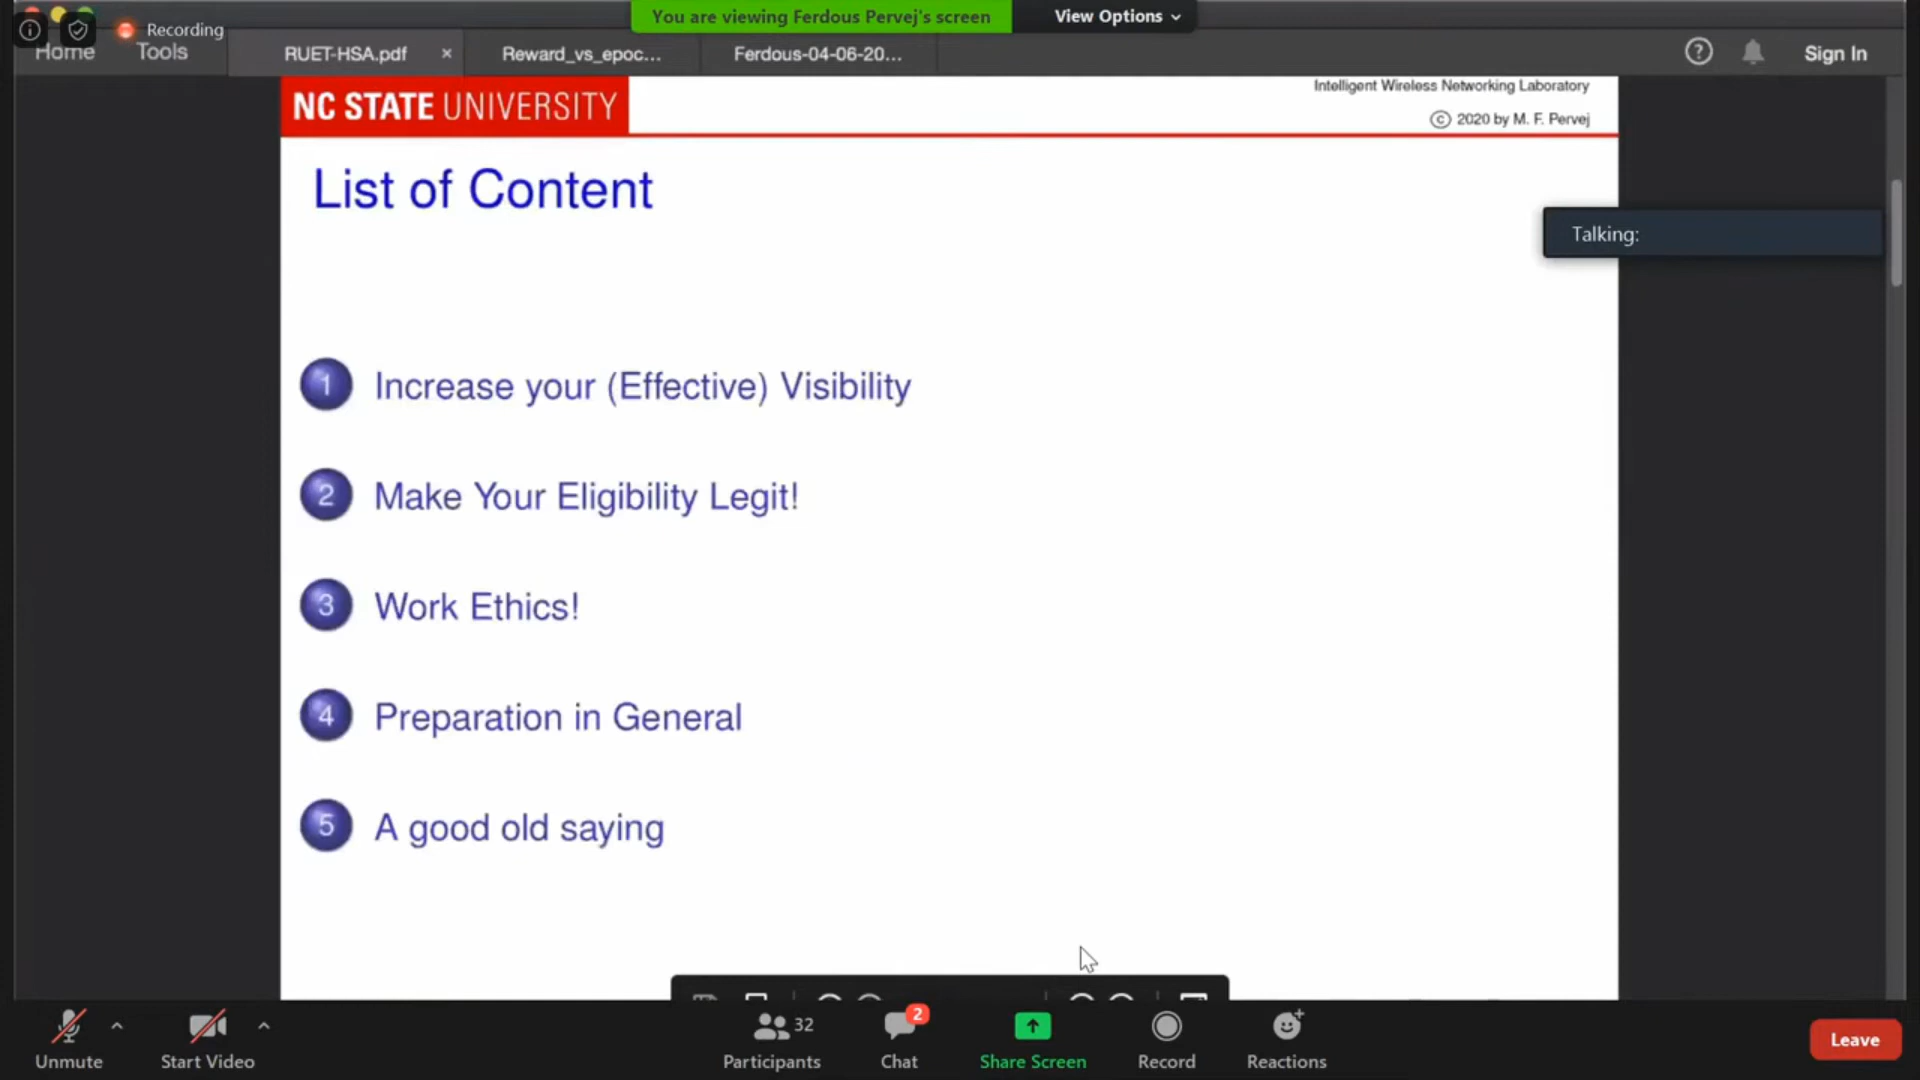 You are viewing Ferdous Pervej's screen View Options
Recording
Home Tools RUET-HSA.pdf × Reward_vs_epoc... Ferdous-04-06-20... Sign In
NC STATE UNIVERSITY
Intelligent Wireless Networking Laboratory
© 2020 by M. F. Pervej
List of Content
Talking:
1 Increase your (Effective) Visibility
2 Make Your Eligibility Legit!
3 Work Ethics!
4 Preparation in General
5 A good old saying
32
2
Unmute Start Video Participants Chat Share Screen Record Reactions Leave